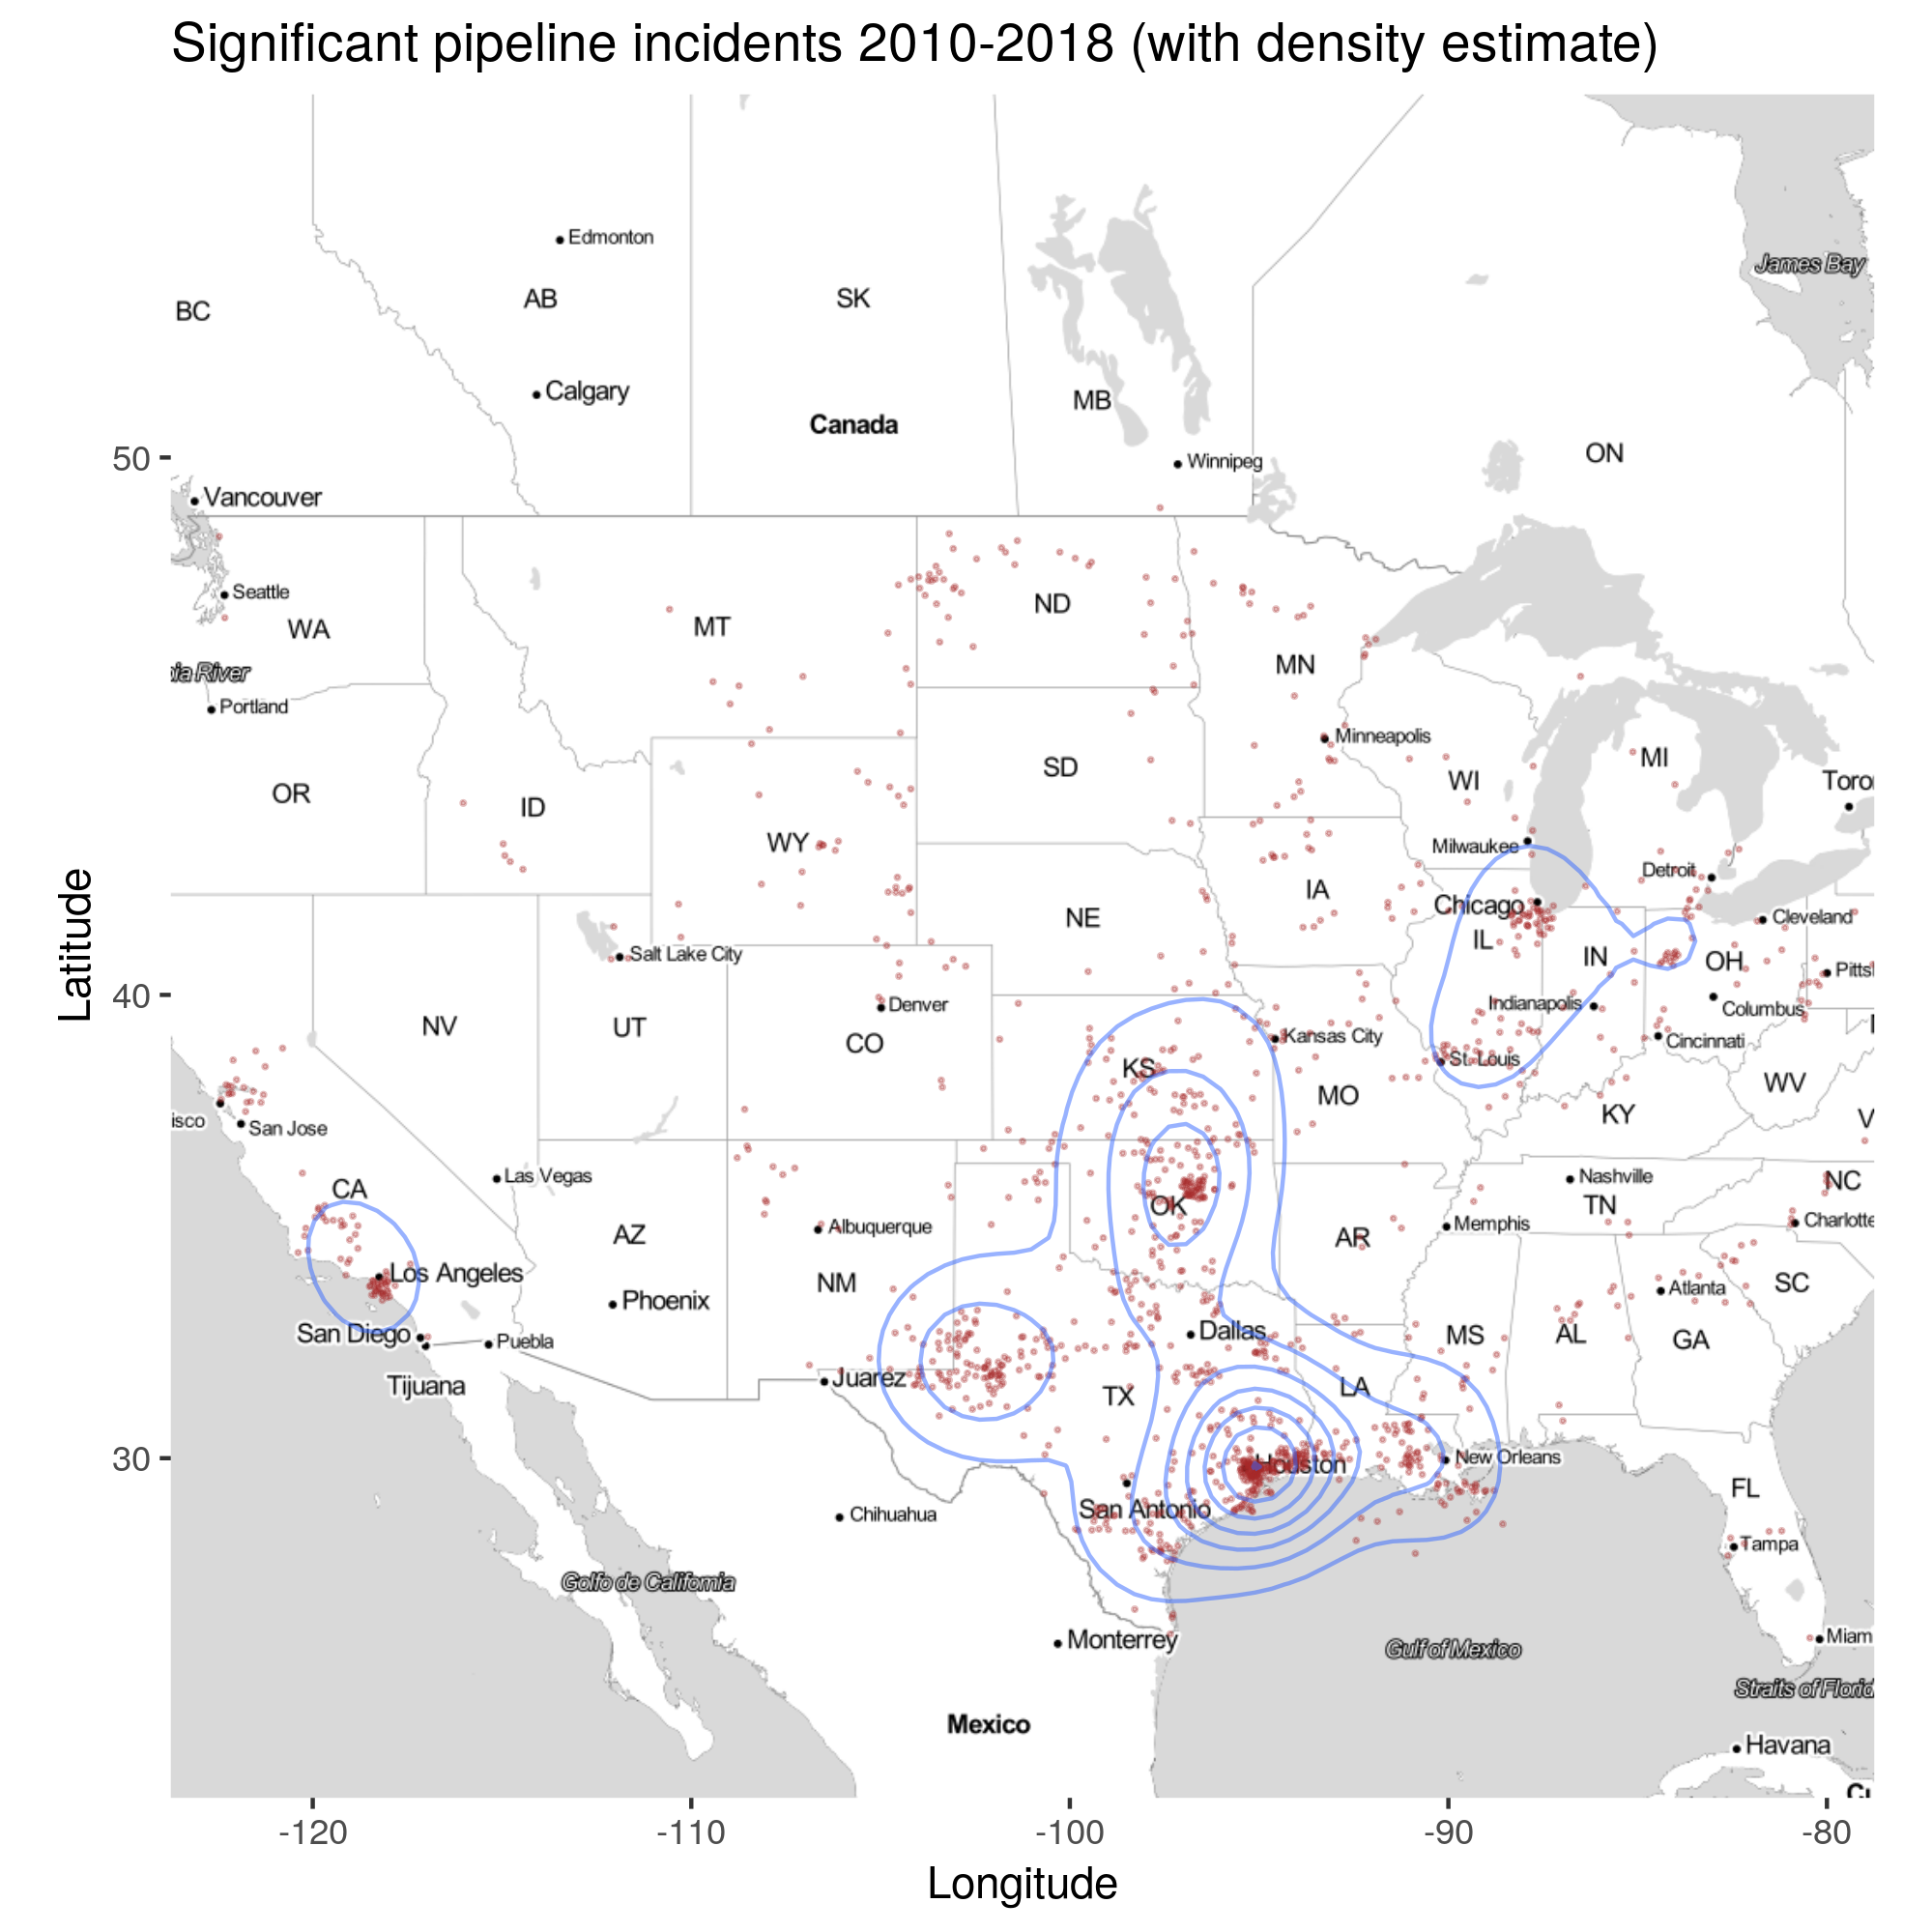 Significant pipeline incidents 2010-2018 (with density estimate)
Edmonton
James Bay
AB
SK
BC
Calgary
MB
Canada
ON
50
Winnipeg
Vancouver
Seattle
ND
WA
MT
MN
ia River
Portland
Minneapolis
MI
SD
WI
Toro
OR
ID
WY
Milwaukee
Detroit
IA
Chicago
NE
Cleveland
IL
Salt Lake City
IN
OH
Pitts
Latitude
40
Denver
Indianapolis
Columbus
NV
UT
CO
Kansas City
Cincinnati
KS
St. Louis
WV
MO
isco
San Jose
KY
V
Las Vegas
Nashville
CA
NC
OK
TN
Albuquerque
Memphis
Charlotte
AZ
AR
Los Angeles
NM
SC
Phoenix
Atlanta
San Diego
Puebla
Dallas
MS
AL
GA
Tijuana
Juarez
TX
LA
30
Houston
New Orleans
FL
San Antonio
Chihuahua
Tampa
Golfo de California
Monterrey
Miam
Gulf of Mexico
Straits of Florid
Mexico
Havana
Cu
-120
-110
-100
-90
-80
Longitude